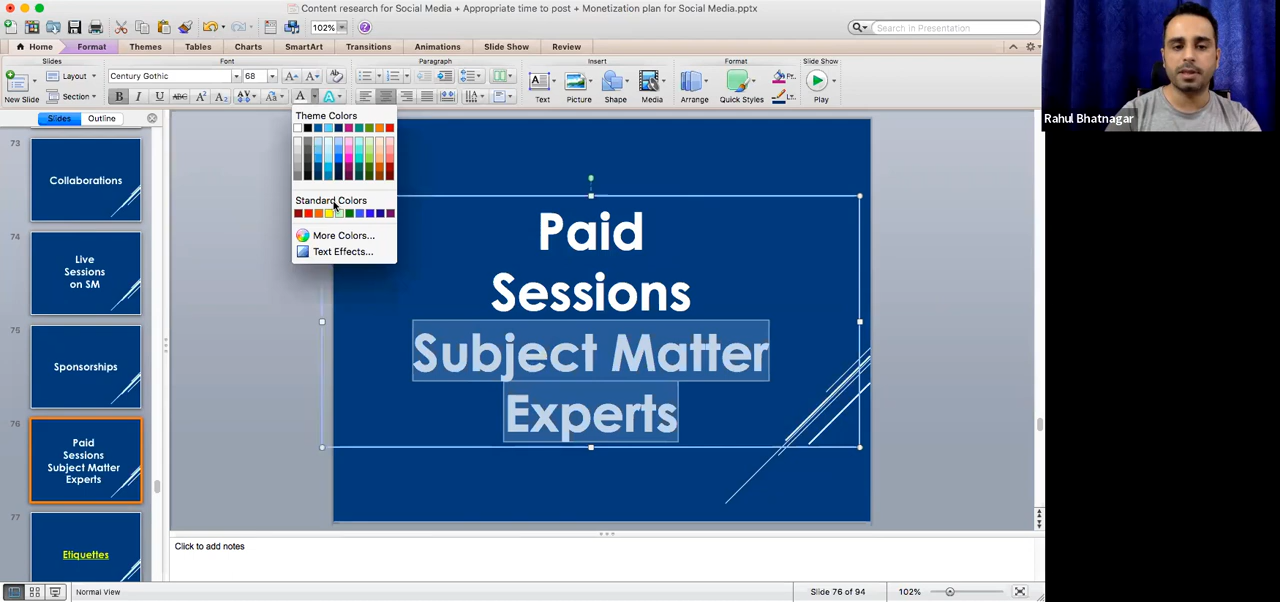 Content research for Social Media + Appropriate time to post + Monetization plan for Social Media.pptx
102%
Search in Presentation
Home Format Themes Tables Charts SmartArt Transitions Animations Slide Show Review
Slides Font Paragraph Insert Format Slide Show
New Slide Layout Section
Century Gothic 68
B I U ABC A² A₂ AV Aa A A
Text Picture Shape Media Arrange Quick Styles Play
Slides Outline
Theme Colors
Standard Colors
More Colors...
Text Effects...
73
Collaborations
74
Live
Sessions
on SM
75
Sponsorships
76
Paid
Sessions
Subject Matter
Experts
77
Etiquettes
Paid
Sessions
Subject Matter
Experts
Click to add notes
Normal View
Slide 76 of 94
102%
Rahul Bhatnagar